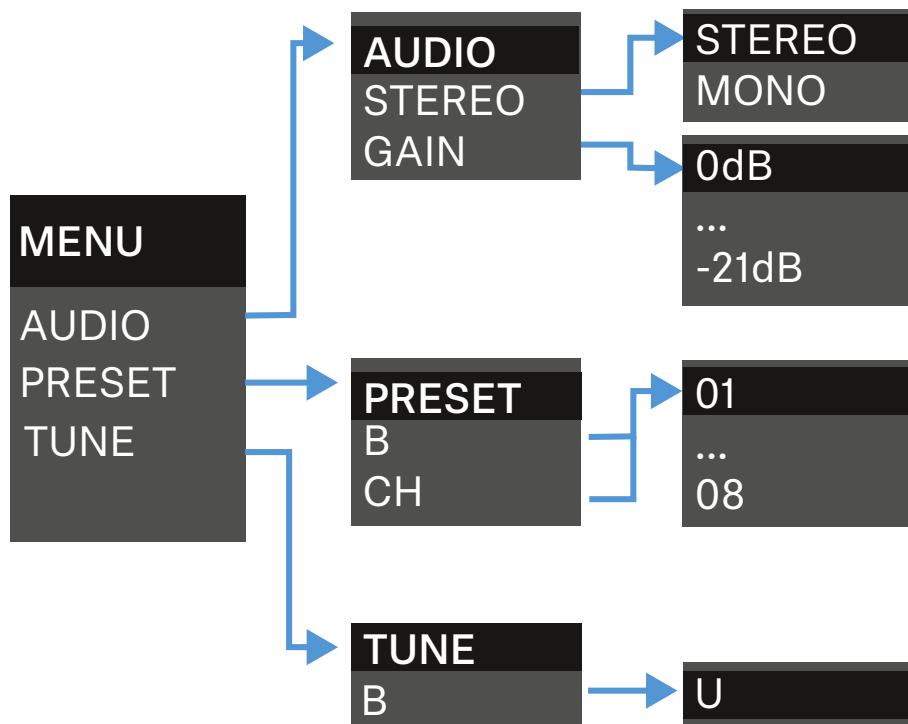 MENU
AUDIO
PRESET
TUNE
AUDIO
STEREO
GAIN
STEREO
MONO
0dB
...
-21dB
PRESET
B
CH
01
...
08
TUNE
B
U